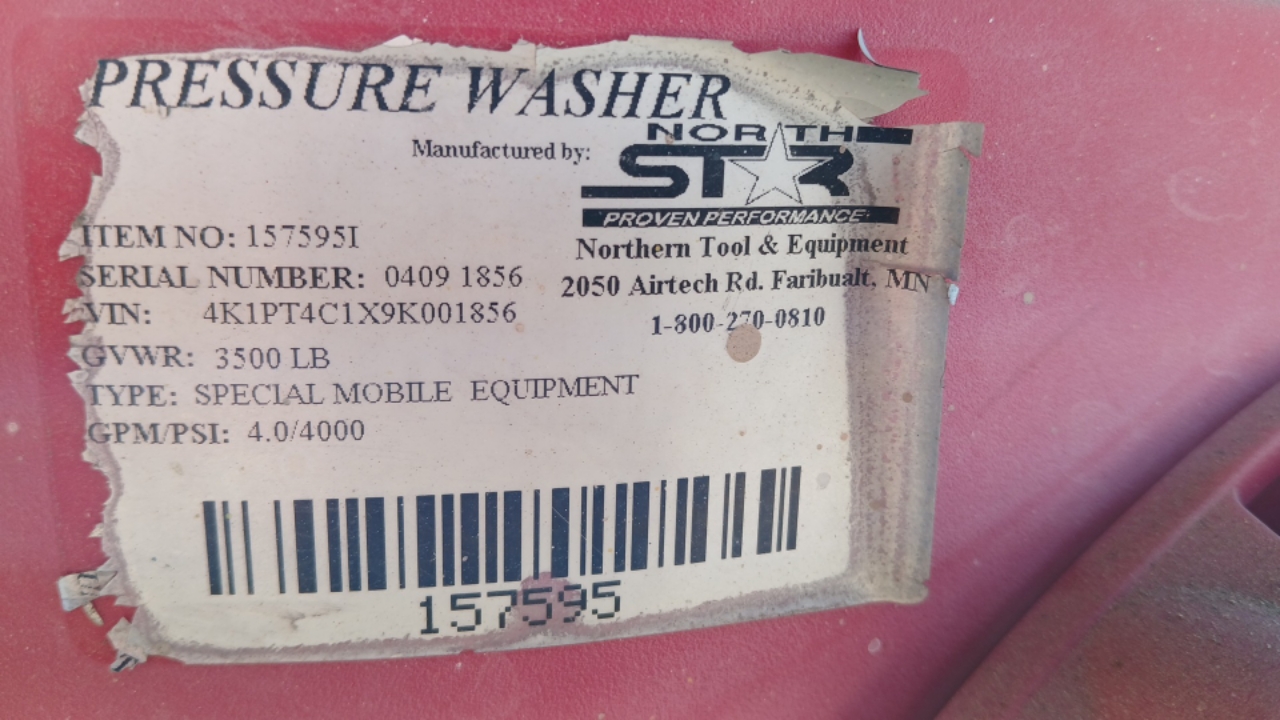 PRESSURE WASHER
Manufactured by:
NORTH
STAR
PROVEN PERFORMANCE
ITEM NO: 157595I
Northern Tool & Equipment
SERIAL NUMBER: 0409 1856
2050 Airtech Rd. Faribualt, MN
VIN: 4K1PT4C1X9K001856
1-800-270-0810
GVWR: 3500 LB
TYPE: SPECIAL MOBILE EQUIPMENT
GPM/PSI: 4.0/4000
157595